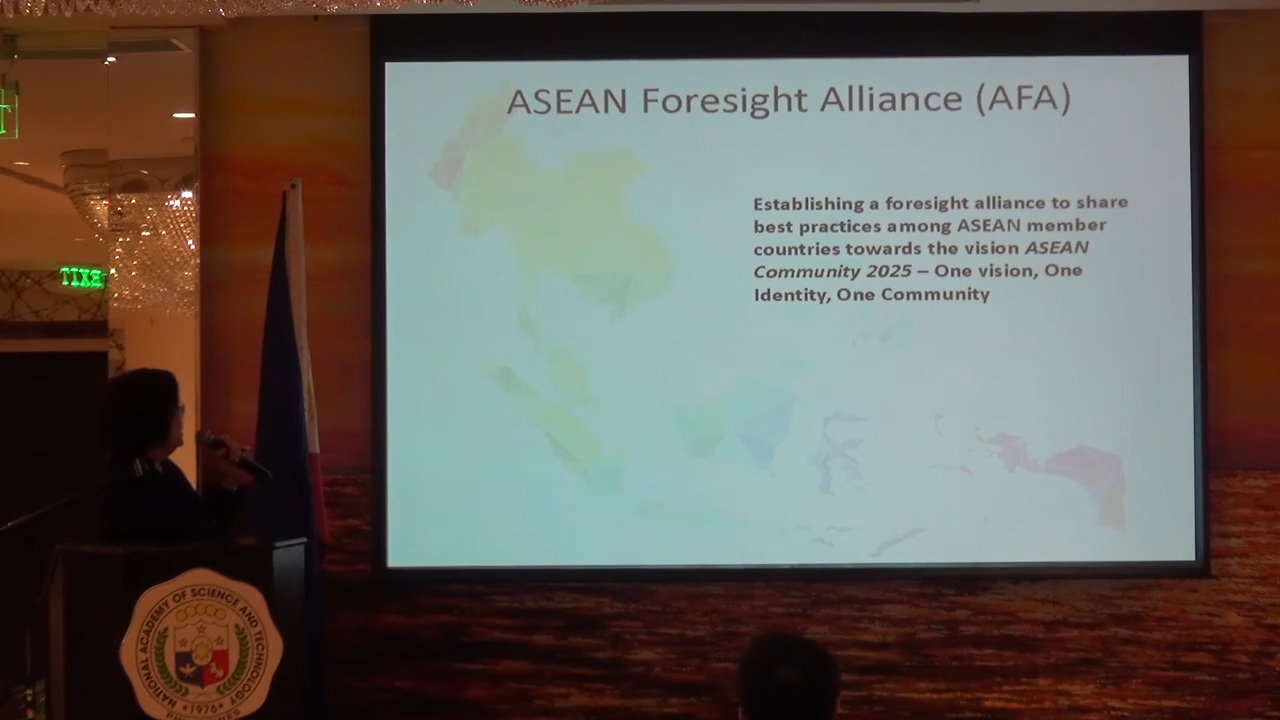 ASEAN Foresight Alliance (AFA)
Establishing a foresight alliance to share
best practices among ASEAN member
countries towards the vision ASEAN
Community 2025 – One vision, One
Identity, One Community
EXIT
NATIONAL ACADEMY OF SCIENCE AND TECHNOLOGY
1976
PHILIPPINES